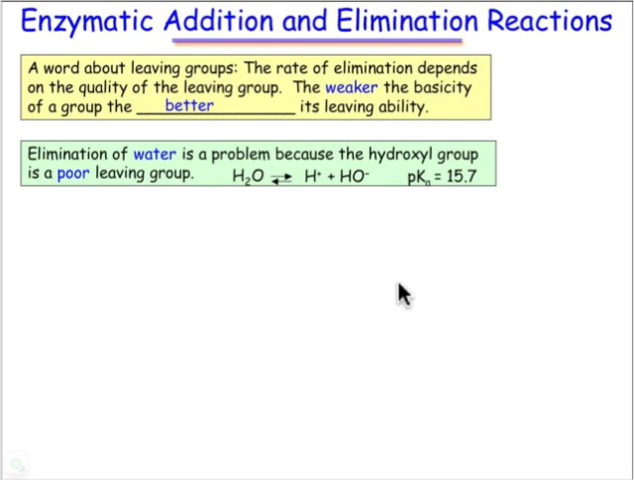 Enzymatic Addition and Elimination Reactions
A word about leaving groups: The rate of elimination depends
on the quality of the leaving group. The weaker the basicity
of a group the better its leaving ability.
Elimination of water is a problem because the hydroxyl group
is a poor leaving group. H₂O ⇌ H⁺ + HO⁻ pKₐ = 15.7